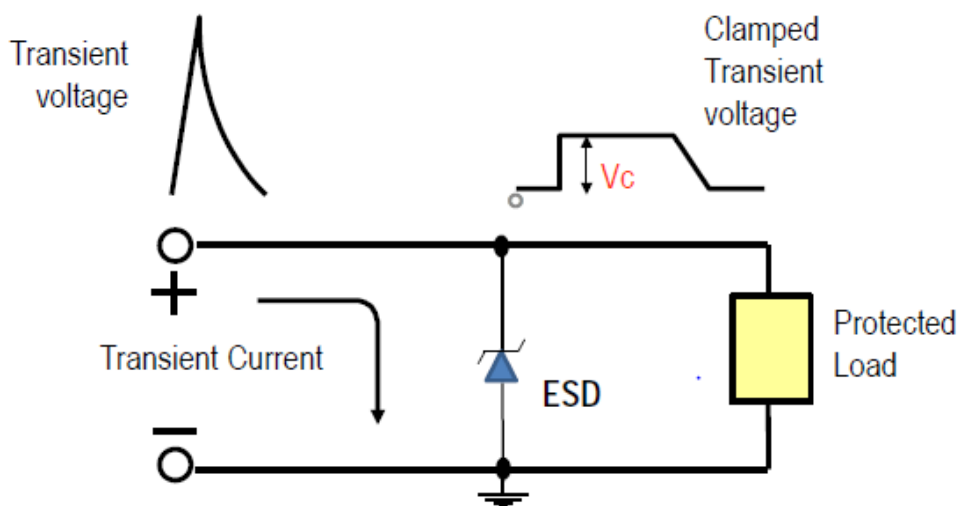 Transient
voltage
Clamped
Transient
voltage
Vc
+
Transient Current
ESD
Protected
Load
−